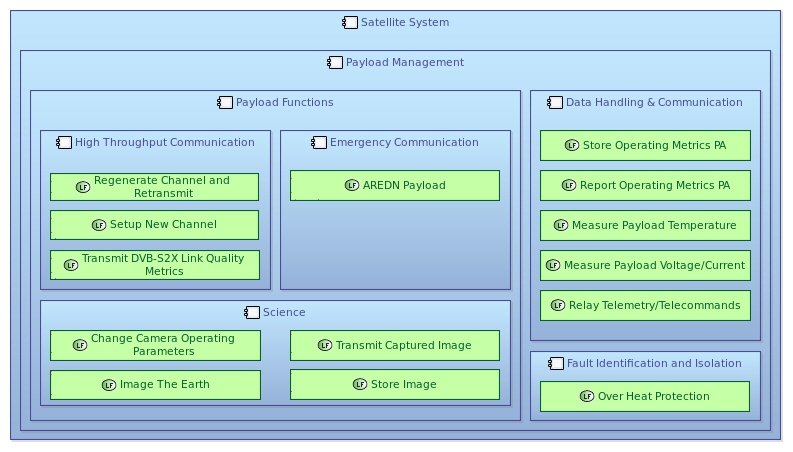 Satellite System
Payload Management
Payload Functions
High Throughput Communication
LF Regenerate Channel and
Retransmit
LF Setup New Channel
LF Transmit DVB-S2X Link Quality
Metrics
Emergency Communication
LF AREDN Payload
Science
LF Change Camera Operating
Parameters
LF Transmit Captured Image
LF Image The Earth
LF Store Image
Data Handling & Communication
LF Store Operating Metrics PA
LF Report Operating Metrics PA
LF Measure Payload Temperature
LF Measure Payload Voltage/Current
LF Relay Telemetry/Telecommands
Fault Identification and Isolation
LF Over Heat Protection